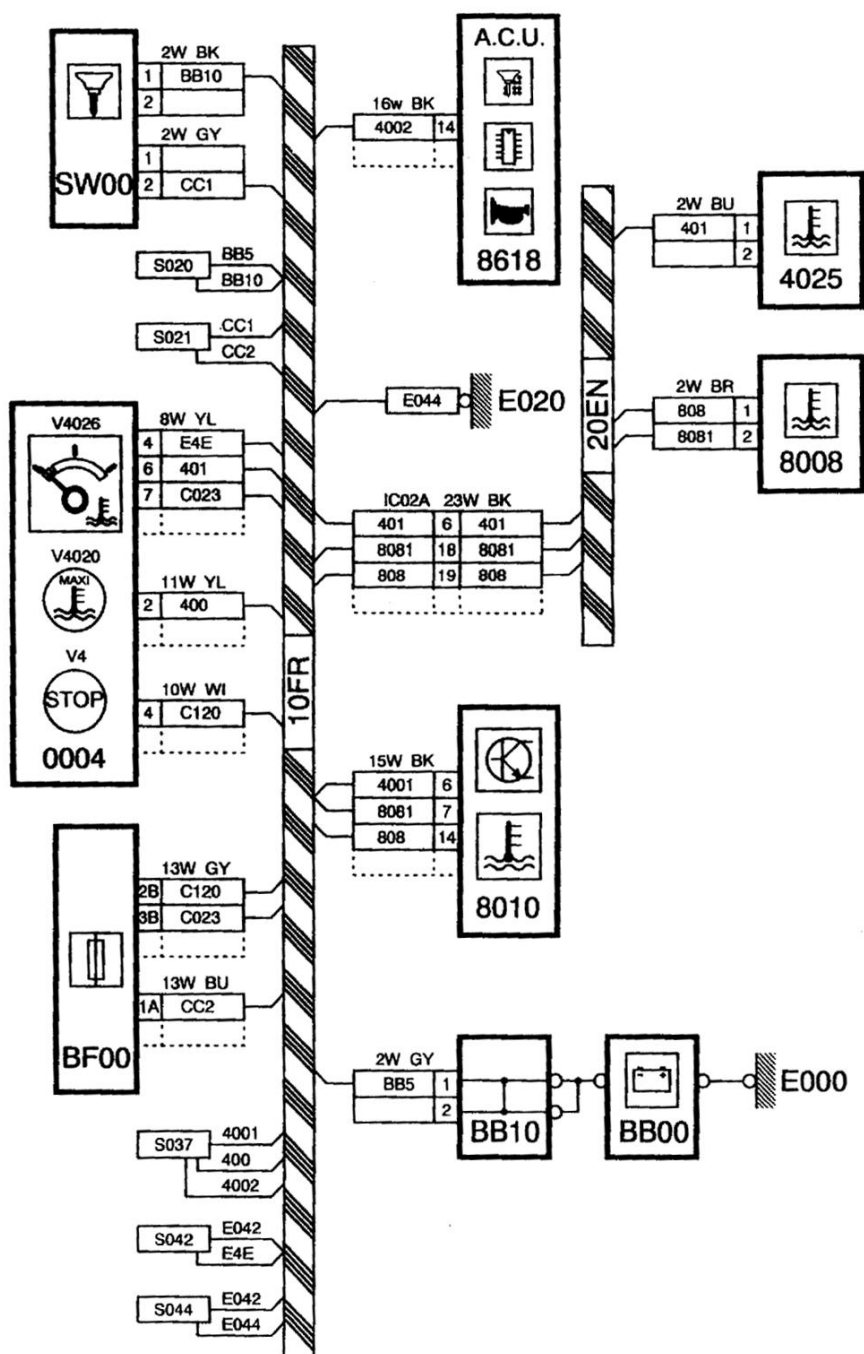 2W BK
1 BB10
2
2W GY
1
2 CC1
SW00
S020 BB5
BB10
S021 CC1
CC2
V4026
8W YL
4 E4E
6 401
7 C023
V4020
MAXI
11W YL
2 400
V4
STOP
10W WI
4 C120
0004
13W GY
2B C120
3B C023
13W BU
1A CC2
BF00
S037 4001
400
4002
S042 E042
E4E
S044 E042
E044
10FR
A.C.U.
16w BK
4002 14
8618
E044 E020
IC02A 23W BK
401 6 401
8081 18 8081
808 19 808
20EN
2W BU
401 1
2
4025
2W BR
808 1
8081 2
8008
15W BK
4001 6
8081 7
808 14
8010
2W GY
BB5 1
2
BB10
BB00
E000